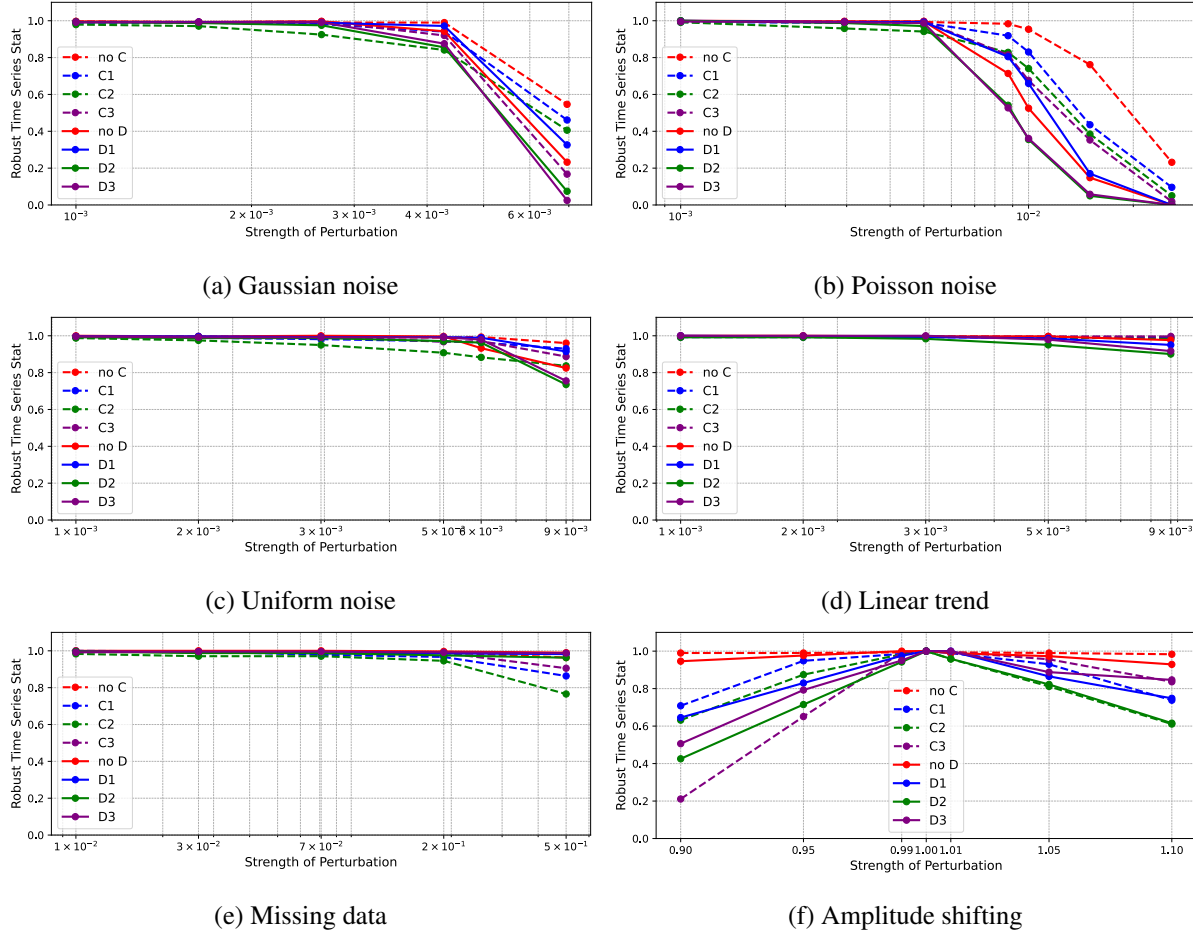 Robust Time Series Stat
1.0
0.8
0.6
0.4
0.2
0.0
no C
C1
C2
C3
no D
D1
D2
D3
10⁻³ 2 × 10⁻³ 3 × 10⁻³ 4 × 10⁻³ 6 × 10⁻³
Strength of Perturbation
(a) Gaussian noise
Robust Time Series Stat
1.0
0.8
0.6
0.4
0.2
0.0
no C
C1
C2
C3
no D
D1
D2
D3
10⁻³ 10⁻²
Strength of Perturbation
(b) Poisson noise
Robust Time Series Stat
1.0
0.8
0.6
0.4
0.2
0.0
no C
C1
C2
C3
no D
D1
D2
D3
1 × 10⁻³ 2 × 10⁻³ 3 × 10⁻³ 5 × 10⁻³ 6 × 10⁻³ 9 × 10⁻³
Strength of Perturbation
(c) Uniform noise
Robust Time Series Stat
1.0
0.8
0.6
0.4
0.2
0.0
no C
C1
C2
C3
no D
D1
D2
D3
1 × 10⁻³ 2 × 10⁻³ 3 × 10⁻³ 5 × 10⁻³ 9 × 10⁻³
Strength of Perturbation
(d) Linear trend
Robust Time Series Stat
1.0
0.8
0.6
0.4
0.2
0.0
no C
C1
C2
C3
no D
D1
D2
D3
1 × 10⁻² 3 × 10⁻² 7 × 10⁻² 2 × 10⁻¹ 5 × 10⁻¹
Strength of Perturbation
(e) Missing data
Robust Time Series Stat
1.0
0.8
0.6
0.4
0.2
0.0
no C
C1
C2
C3
no D
D1
D2
D3
0.90 0.95 0.99 1.00 1.01 1.05 1.10
Strength of Perturbation
(f) Amplitude shifting